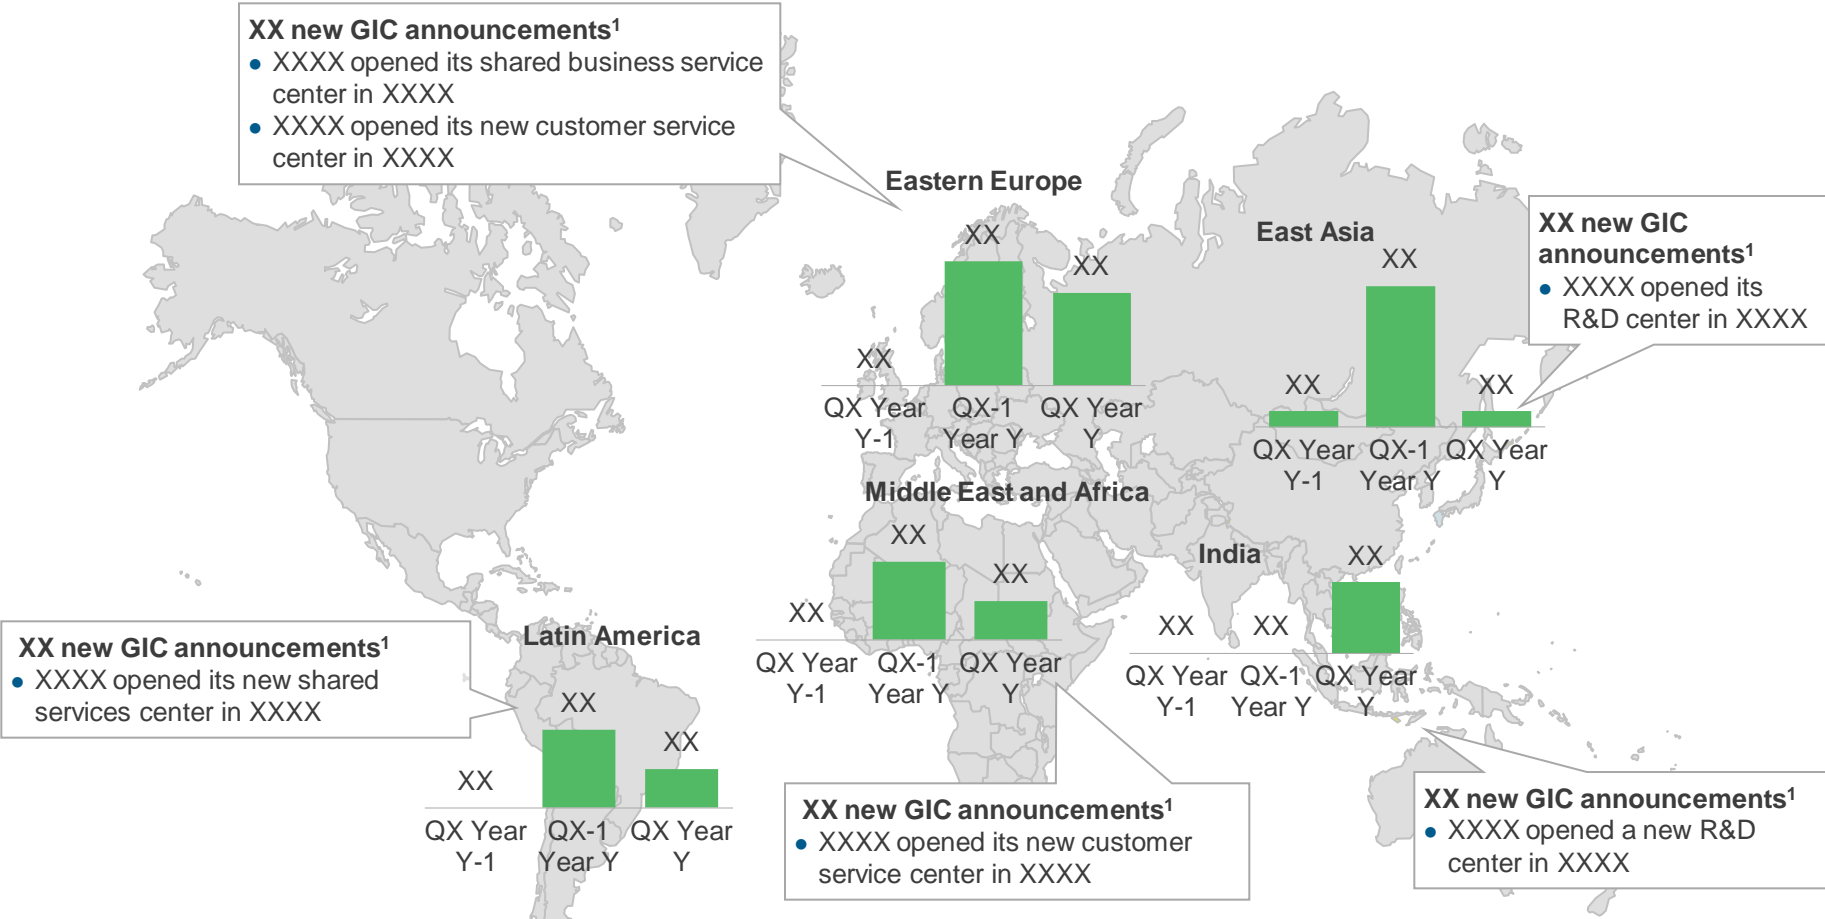 XX new GIC announcements1
● XXXX opened its shared business service
center in XXXX
● XXXX opened its new customer service
center in XXXX
Eastern Europe
XX
XX
XX
QX Year
Y-1
QX-1
Year Y
QX Year
Y
East Asia
XX
XX
XX
QX Year
Y-1
QX-1
Year Y
QX Year
Y
XX new GIC
announcements1
● XXXX opened its
R&D center in XXXX
Middle East and Africa
XX
XX
XX
QX Year
Y-1
QX-1
Year Y
QX Year
Y
India
XX
XX
XX
QX Year
Y-1
QX-1
Year Y
QX Year
Y
XX new GIC announcements1
● XXXX opened its new shared
services center in XXXX
Latin America
XX
XX
XX
QX Year
Y-1
QX-1
Year Y
QX Year
Y
XX new GIC announcements1
● XXXX opened its new customer
service center in XXXX
XX new GIC announcements1
● XXXX opened a new R&D
center in XXXX